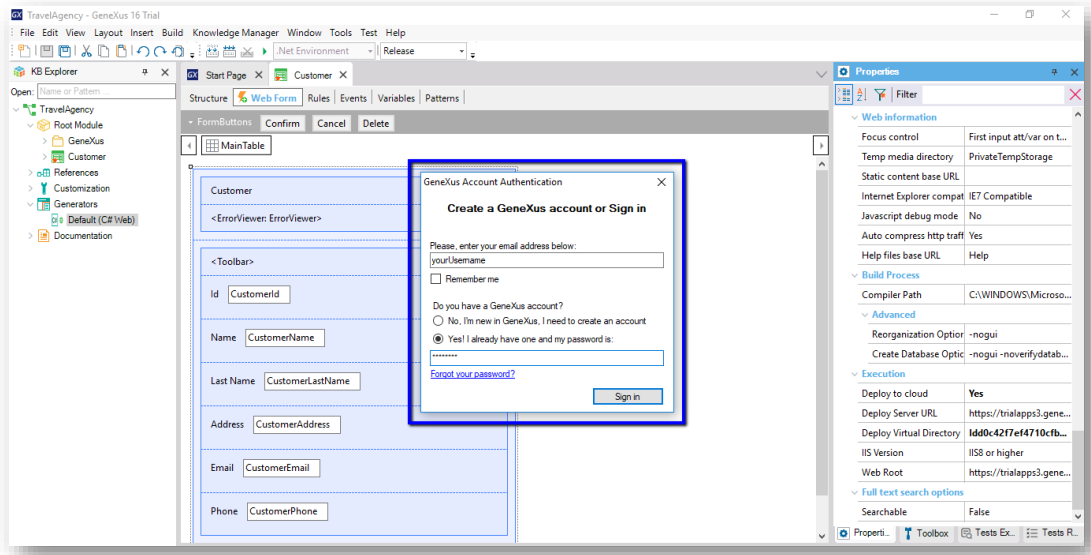 TravelAgency - GeneXus 16 Trial
File Edit View Layout Insert Build Knowledge Manager Window Tools Test Help
.Net Environment Release
KB Explorer
Open: Name or Pattern ...
TravelAgency
Root Module
GeneXus
Customer
References
Customization
Generators
Default (C# Web)
Documentation
Start Page
Customer
Structure Web Form Rules Events Variables Patterns
FormButtons Confirm Cancel Delete
MainTable
Customer
<ErrorViewer: ErrorViewer>
<Toolbar>
Id CustomerId
Name CustomerName
Last Name CustomerLastName
Address CustomerAddress
Email CustomerEmail
Phone CustomerPhone
GeneXus Account Authentication
Create a GeneXus account or Sign in
Please, enter your email address below:
yourUsername
Remember me
Do you have a GeneXus account?
No, I'm new in GeneXus, I need to create an account
Yes! I already have one and my password is:
********
Forgot your password?
Sign in
Properties
Filter
Web information
Focus control First input att/var on t...
Temp media directory PrivateTempStorage
Static content base URL
Internet Explorer compat IE7 Compatible
Javascript debug mode No
Auto compress http traff Yes
Help files base URL Help
Build Process
Compiler Path C:\WINDOWS\Microso...
Advanced
Reorganization Option -nogui
Create Database Optic -nogui -noverifydatab...
Execution
Deploy to cloud Yes
Deploy Server URL https://trialapps3.gene...
Deploy Virtual Directory Idd0c42f7ef4710cfb...
IIS Version IIS8 or higher
Web Root https://trialapps3.gene...
Full text search options
Searchable False
Properti... Toolbox Tests Ex... Tests R...